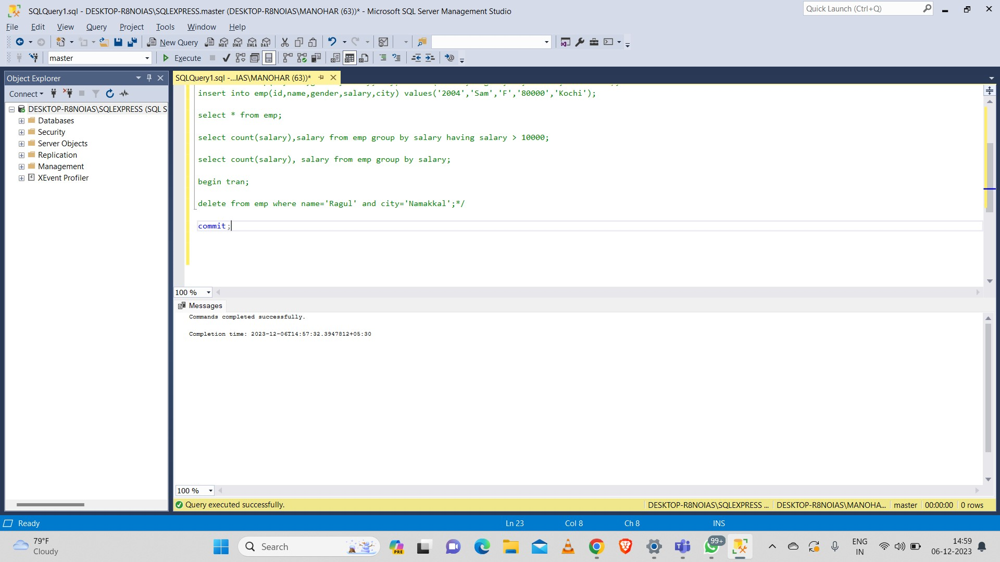 SQLQuery1.sql - DESKTOP-R8NOIAS\SQLEXPRESS.master (DESKTOP-R8NOIAS\MANOHAR (63))* - Microsoft SQL Server Management Studio
Quick Launch (Ctrl+Q)
File Edit View Query Project Tools Window Help
New Query MDX DMX XMLA DAX
master Execute
Object Explorer
SQLQuery1.sql -...IAS\MANOHAR (63))*
Connect
DESKTOP-R8NOIAS\SQLEXPRESS (SQL S
Databases
Security
Server Objects
Replication
Management
XEvent Profiler
insert into emp(id,name,gender,salary,city) values('2004','Sam','F','80000','Kochi');
select * from emp;
select count(salary),salary from emp group by salary having salary > 10000;
select count(salary), salary from emp group by salary;
begin tran;
delete from emp where name='Ragul' and city='Namakkal';*/
commit;
100 %
Messages
Commands completed successfully.
Completion time: 2023-12-06T14:57:32.3947812+05:30
100 %
Query executed successfully.
DESKTOP-R8NOIAS\SQLEXPRESS ... DESKTOP-R8NOIAS\MANOHA... master 00:00:00 0 rows
Ready Ln 23 Col 8 Ch 8 INS
79°F
Cloudy
Search
PRE
99+
ENG
IN
14:59
06-12-2023